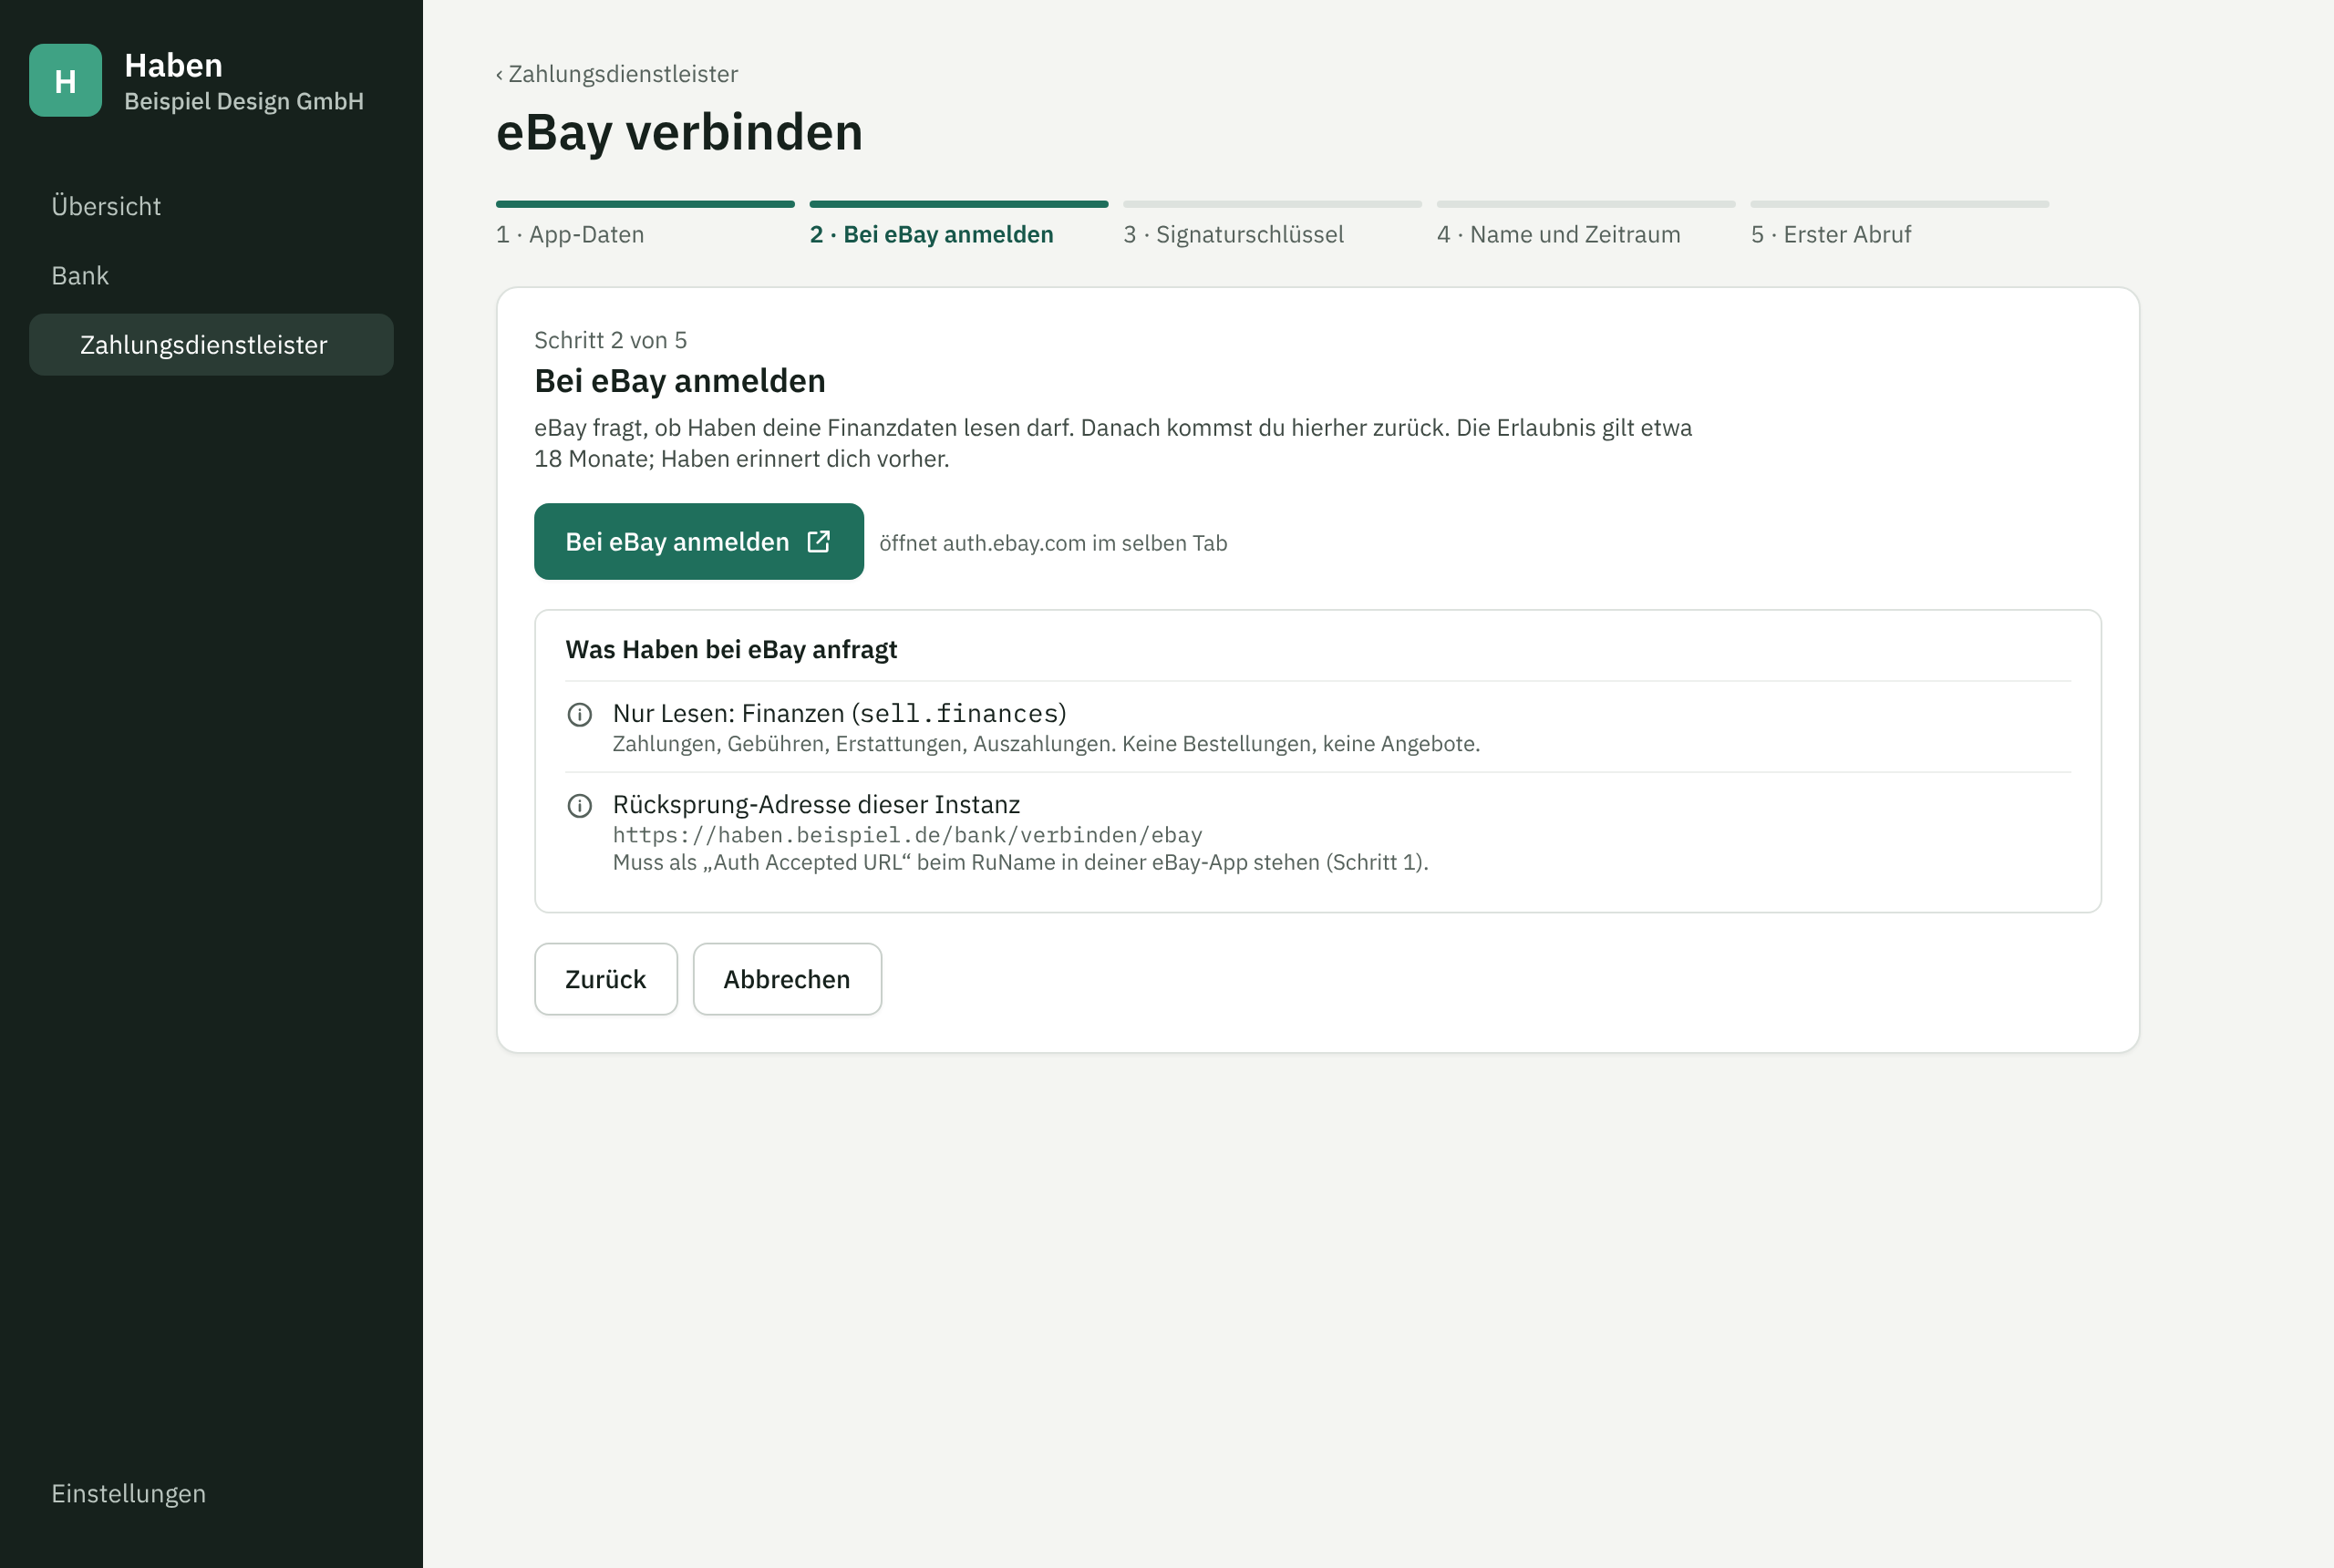 H
Haben
Beispiel Design GmbH
Übersicht
Bank
Zahlungsdienstleister
Einstellungen
‹ Zahlungsdienstleister
eBay verbinden
1 · App-Daten
2 · Bei eBay anmelden
3 · Signaturschlüssel
4 · Name und Zeitraum
5 · Erster Abruf
Schritt 2 von 5
Bei eBay anmelden
eBay fragt, ob Haben deine Finanzdaten lesen darf. Danach kommst du hierher zurück. Die Erlaubnis gilt etwa
18 Monate; Haben erinnert dich vorher.
Bei eBay anmelden
öffnet auth.ebay.com im selben Tab
Was Haben bei eBay anfragt
Nur Lesen: Finanzen (sell.finances)
Zahlungen, Gebühren, Erstattungen, Auszahlungen. Keine Bestellungen, keine Angebote.
Rücksprung-Adresse dieser Instanz
https://haben.beispiel.de/bank/verbinden/ebay
Muss als „Auth Accepted URL“ beim RuName in deiner eBay-App stehen (Schritt 1).
Zurück
Abbrechen